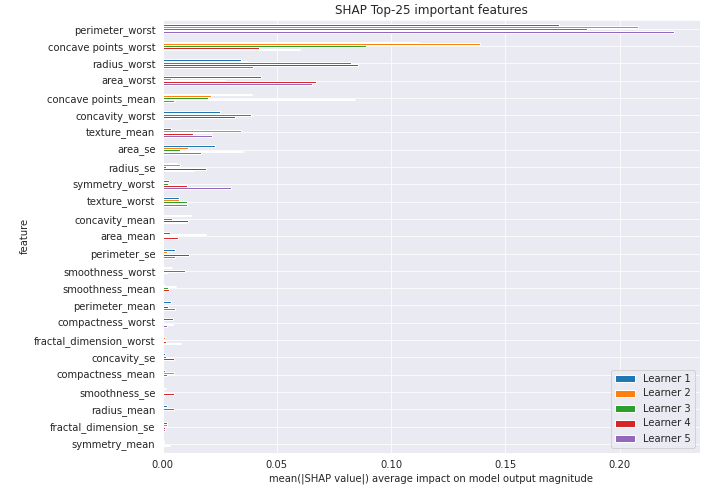 SHAP Top-25 important features
perimeter_worst
concave points_worst
radius_worst
area_worst
concave points_mean
concavity_worst
texture_mean
area_se
radius_se
symmetry_worst
texture_worst
concavity_mean
area_mean
perimeter_se
smoothness_worst
smoothness_mean
perimeter_mean
compactness_worst
fractal_dimension_worst
concavity_se
compactness_mean
smoothness_se
radius_mean
fractal_dimension_se
symmetry_mean
feature
Learner 1
Learner 2
Learner 3
Learner 4
Learner 5
0.00 0.05 0.10 0.15 0.20
mean(|SHAP value|) average impact on model output magnitude